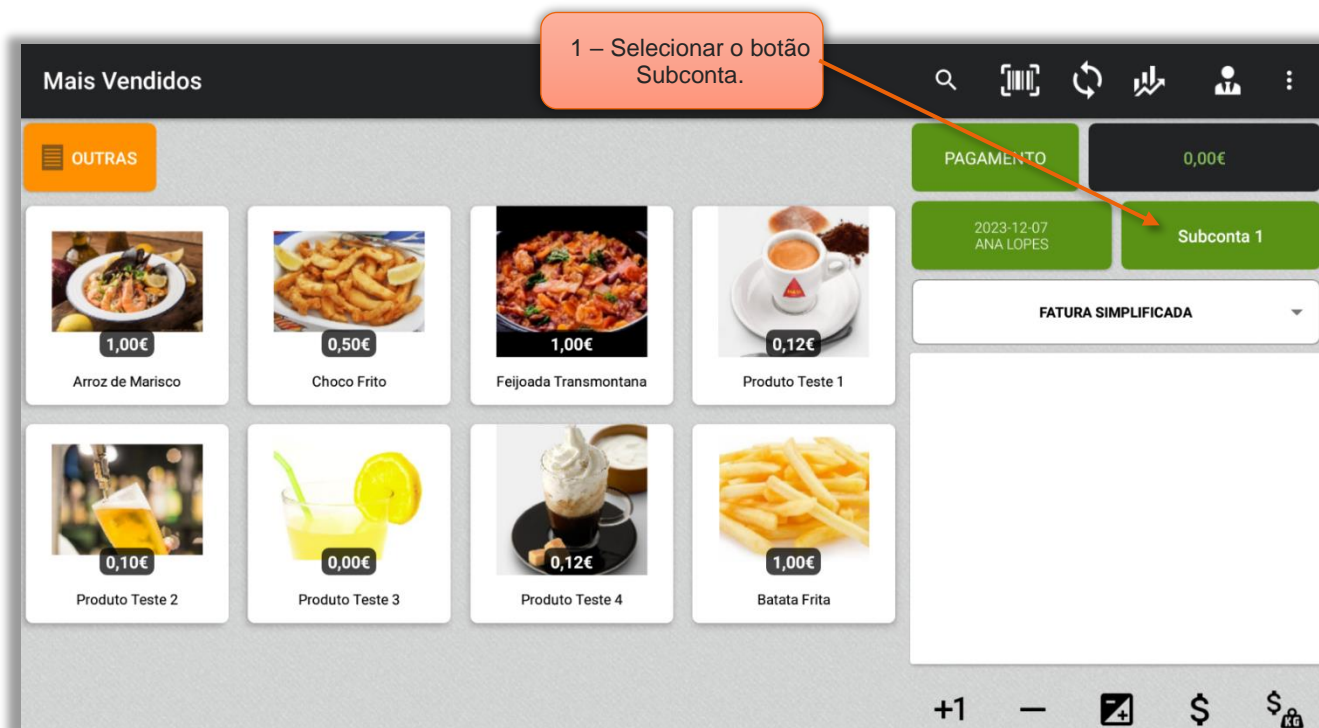 1 – Selecionar o botão
Subconta.
Mais Vendidos
OUTRAS
PAGAMENTO
0,00€
2023-12-07
ANA LOPES
Subconta 1
FATURA SIMPLIFICADA
1,00€
Arroz de Marisco
0,50€
Choco Frito
1,00€
Feijoada Transmontana
0,12€
Produto Teste 1
0,10€
Produto Teste 2
0,00€
Produto Teste 3
0,12€
Produto Teste 4
1,00€
Batata Frita
+1
$
$
KG